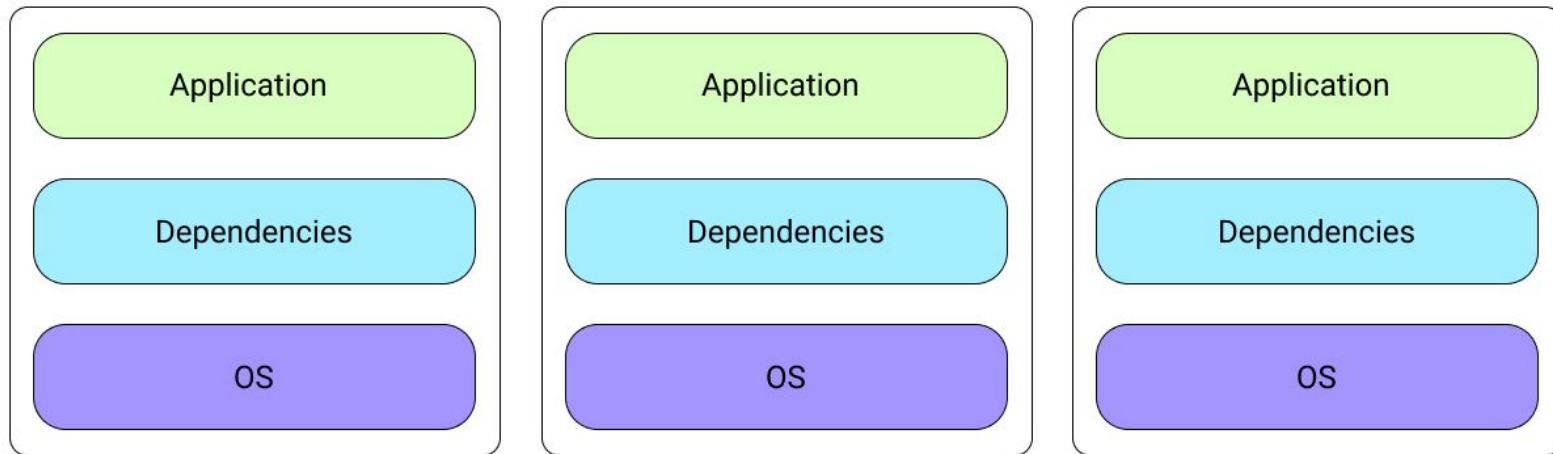 Application
Application
Application
Dependencies
Dependencies
Dependencies
OS
OS
OS